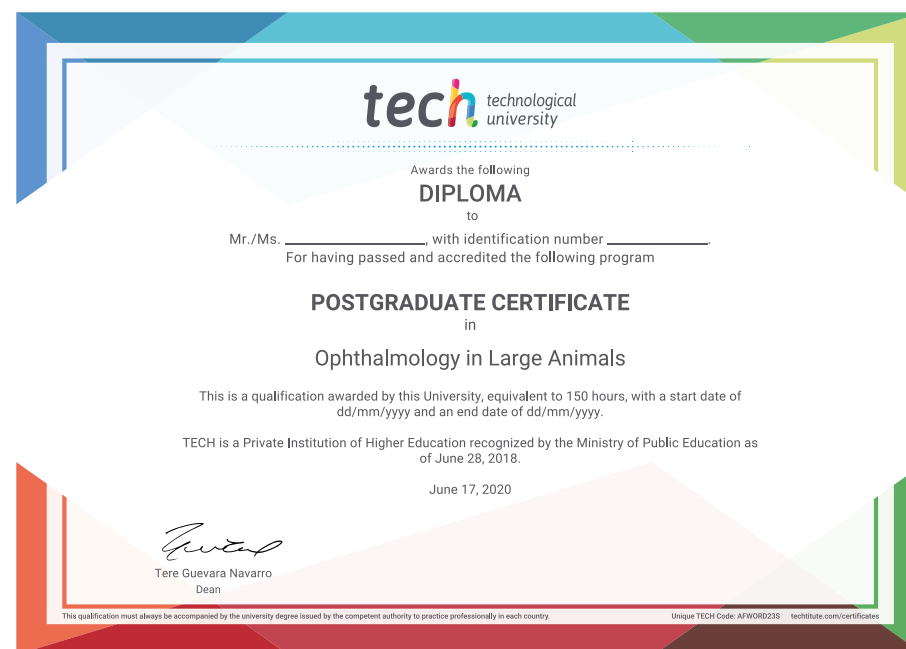 tech technological
university
Awards the following
DIPLOMA
to
Mr./Ms. ____________________, with identification number ______________.
For having passed and accredited the following program
POSTGRADUATE CERTIFICATE
in
Ophthalmology in Large Animals
This is a qualification awarded by this University, equivalent to 150 hours, with a start date of
dd/mm/yyyy and an end date of dd/mm/yyyy.
TECH is a Private Institution of Higher Education recognized by the Ministry of Public Education as
of June 28, 2018.
June 17, 2020
Tere Guevara Navarro
Dean
This qualification must always be accompanied by the university degree issued by the competent authority to practice professionally in each country. Unique TECH Code: AFWORD23S techtitute.com/certificates